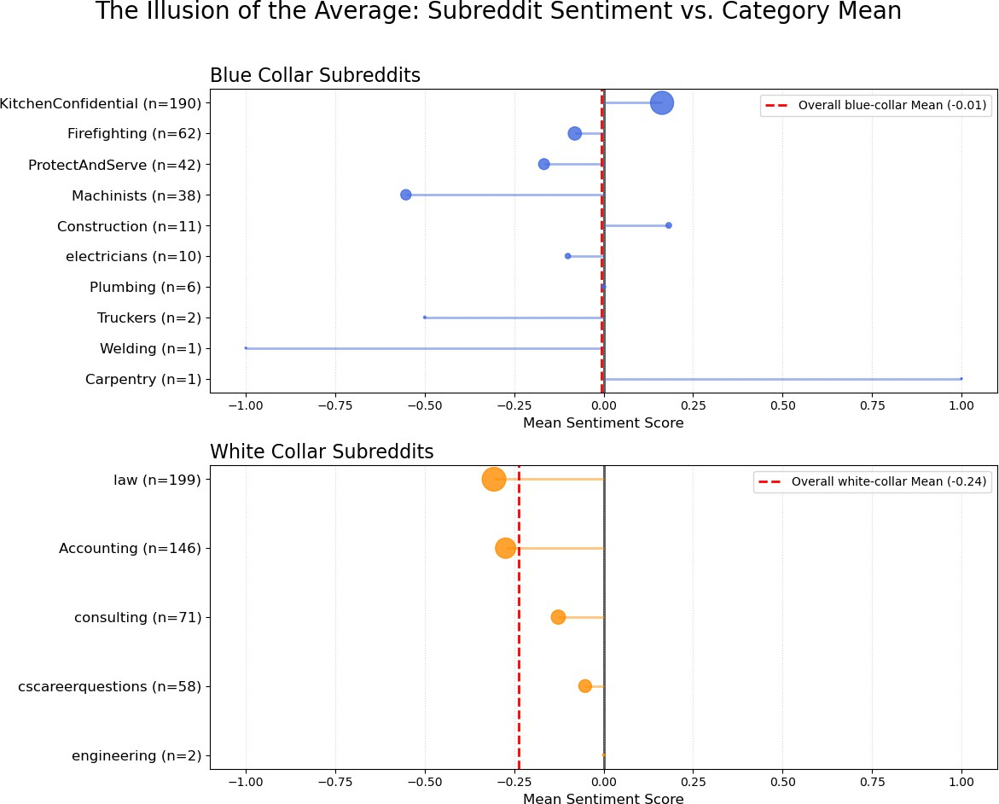 The Illusion of the Average: Subreddit Sentiment vs. Category Mean
Blue Collar Subreddits
KitchenConfidential (n=190)
Firefighting (n=62)
ProtectAndServe (n=42)
Machinists (n=38)
Construction (n=11)
electricians (n=10)
Plumbing (n=6)
Truckers (n=2)
Welding (n=1)
Carpentry (n=1)
Overall blue-collar Mean (-0.01)
−1.00 −0.75 −0.50 −0.25 0.00 0.25 0.50 0.75 1.00
Mean Sentiment Score
White Collar Subreddits
law (n=199)
Accounting (n=146)
consulting (n=71)
cscareerquestions (n=58)
engineering (n=2)
Overall white-collar Mean (-0.24)
−1.00 −0.75 −0.50 −0.25 0.00 0.25 0.50 0.75 1.00
Mean Sentiment Score